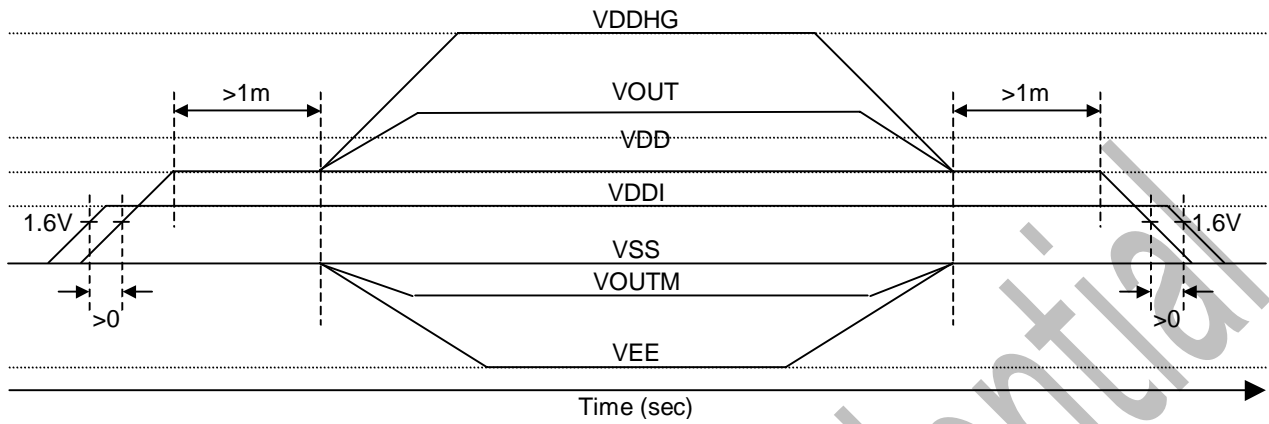 VDDHG
>1m
VOUT
>1m
VDD
VDDI
1.6V
1.6V
VSS
VOUTM
>0
>0
VEE
Time (sec)